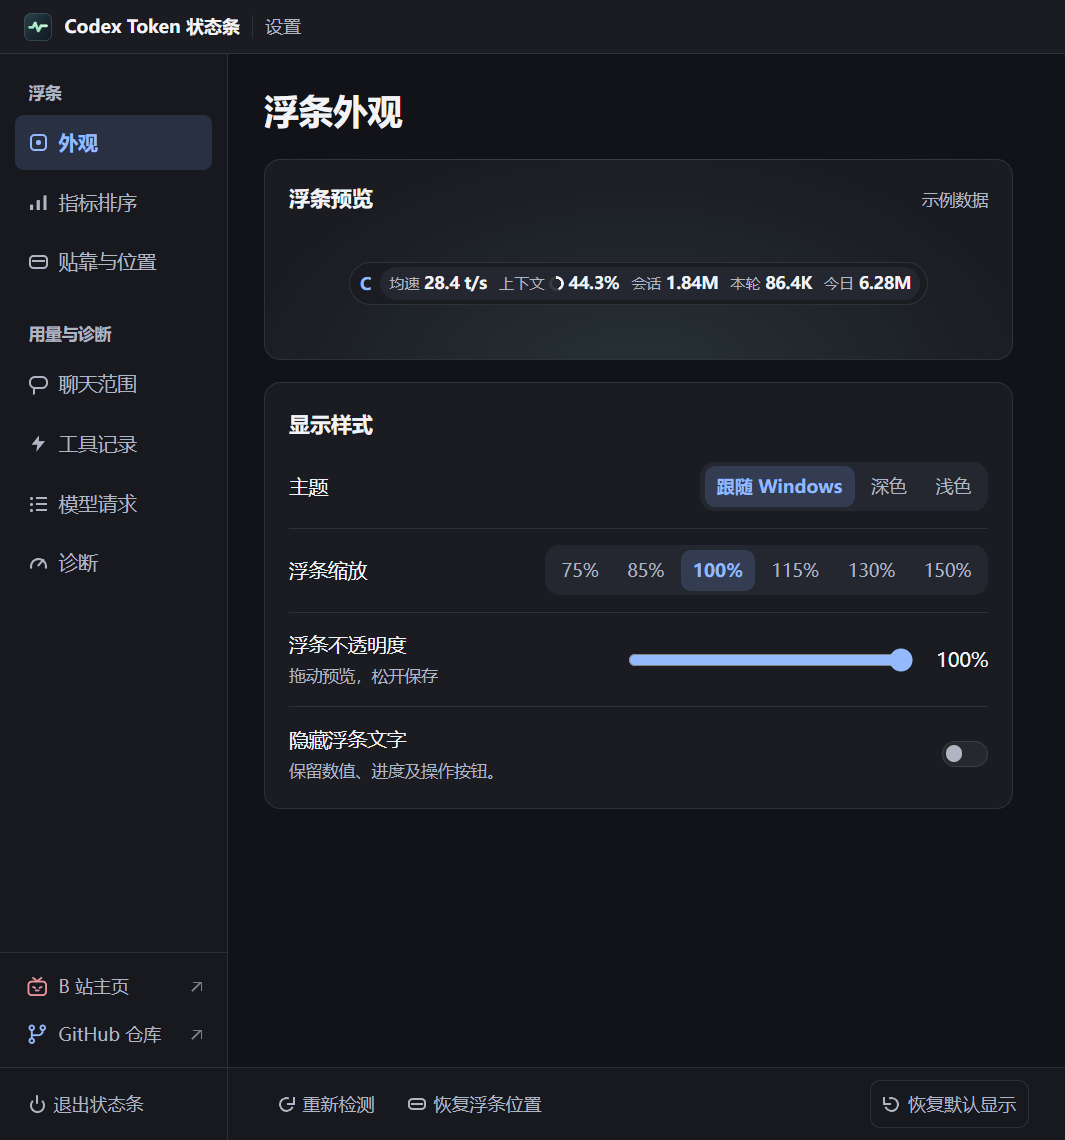 Codex Token 状态条 设置
浮条
外观
指标排序
贴靠与位置
用量与诊断
聊天范围
工具记录
模型请求
诊断
B 站主页
GitHub 仓库
退出状态条
浮条外观
浮条预览 示例数据
C 均速 28.4 t/s 上下文 44.3% 会话 1.84M 本轮 86.4K 今日 6.28M
显示样式
主题 跟随 Windows 深色 浅色
浮条缩放 75% 85% 100% 115% 130% 150%
浮条不透明度
拖动预览，松开保存
100%
隐藏浮条文字
保留数值、进度及操作按钮。
重新检测 恢复浮条位置 恢复默认显示